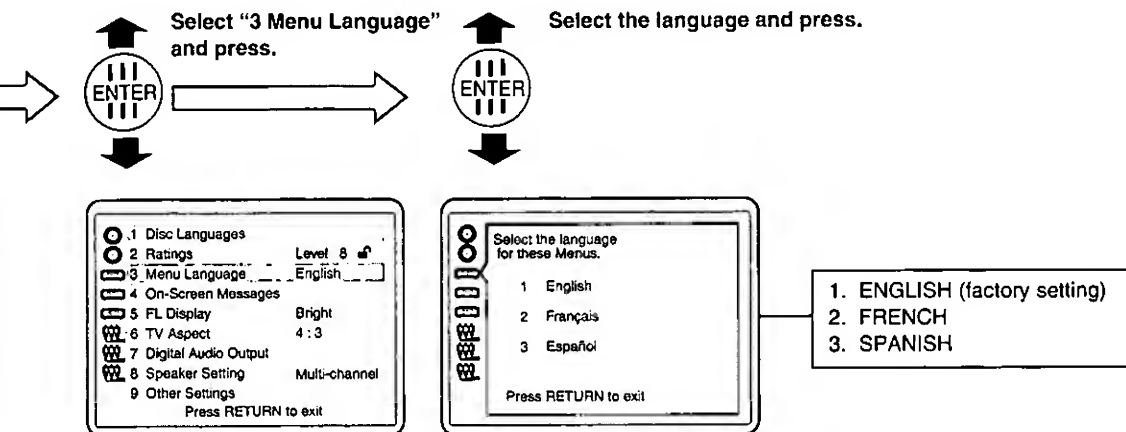 Select “3 Menu Language”
and press.
ENTER
Select the language and press.
ENTER
1 Disc Languages
2 Ratings Level 8
3 Menu Language English
4 On-Screen Messages
5 FL Display Bright
6 TV Aspect 4 : 3
7 Digital Audio Output
8 Speaker Setting Multi-channel
9 Other Settings
Press RETURN to exit
Select the language
for these Menus.
1 English
2 Français
3 Español
Press RETURN to exit
1. ENGLISH (factory setting)
2. FRENCH
3. SPANISH